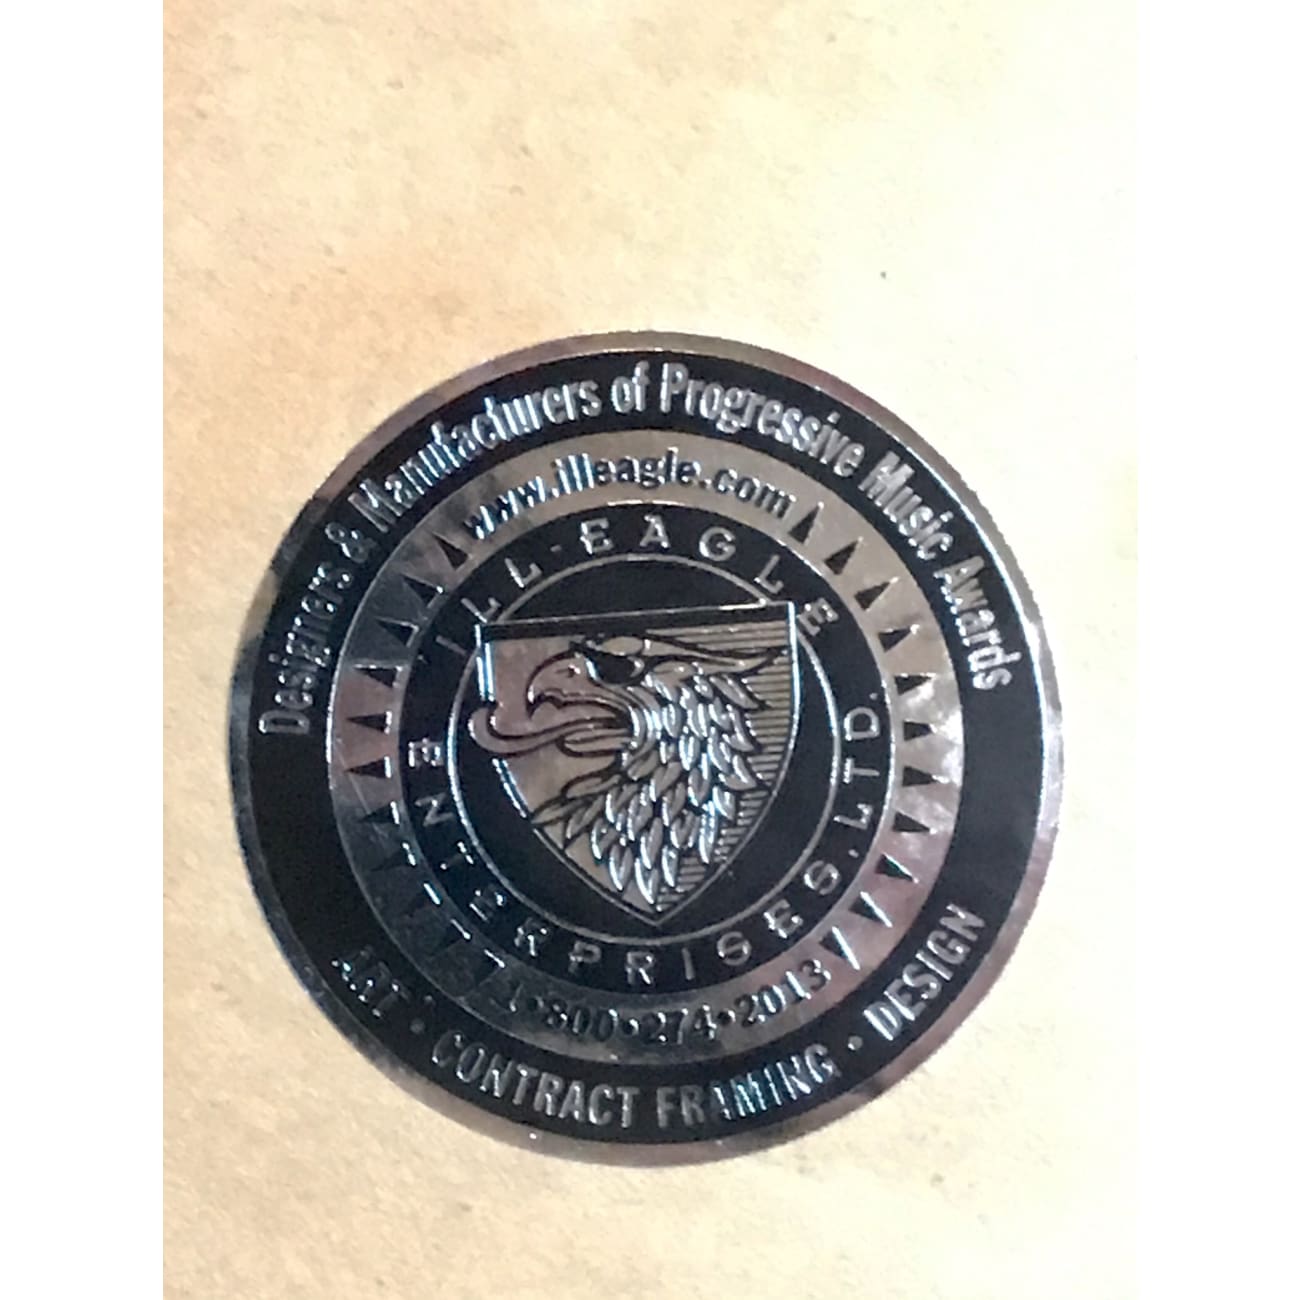 Designers & Manufacturers of Progressive Music Awards
www.illeagle.com
ILL-EAGLE
ENTERPRISES, LTD.
1•800•274•2013
ART • CONTRACT FRAMING • DESIGN